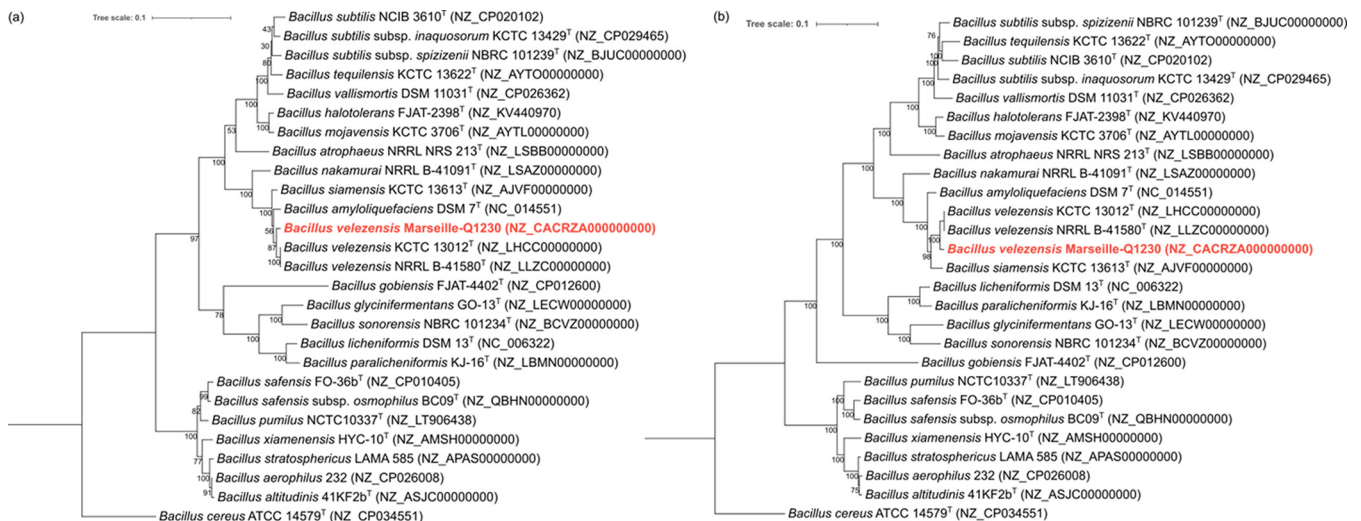 (a)
Tree scale: 0.1
Bacillus subtilis NCIB 3610ᵀ (NZ_CP020102)
43
Bacillus subtilis subsp. inaquosorum KCTC 13429ᵀ (NZ_CP029465)
30
Bacillus subtilis subsp. spizizenii NBRC 101239ᵀ (NZ_BJUC00000000)
80
Bacillus tequilensis KCTC 13622ᵀ (NZ_AYTO00000000)
100
Bacillus vallismortis DSM 11031ᵀ (NZ_CP026362)
100
Bacillus halotolerans FJAT-2398ᵀ (NZ_KV440970)
53
100
Bacillus mojavensis KCTC 3706ᵀ (NZ_AYTL00000000)
Bacillus atrophaeus NRRL NRS 213ᵀ (NZ_LSBB00000000)
100
Bacillus nakamurai NRRL B-41091ᵀ (NZ_LSAZ00000000)
100
Bacillus siamensis KCTC 13613ᵀ (NZ_AJVF00000000)
100
Bacillus amyloliquefaciens DSM 7ᵀ (NC_014551)
Bacillus velezensis Marseille-Q1230 (NZ_CACRZA000000000)
97
56
Bacillus velezensis KCTC 13012ᵀ (NZ_LHCC00000000)
87
Bacillus velezensis NRRL B-41580ᵀ (NZ_LLZC00000000)
100
Bacillus gobiensis FJAT-4402ᵀ (NZ_CP012600)
Bacillus glycinifermentans GO-13ᵀ (NZ_LECW00000000)
78
100
Bacillus sonorensis NBRC 101234ᵀ (NZ_BCVZ00000000)
100
Bacillus licheniformis DSM 13ᵀ (NC_006322)
100
Bacillus paralicheniformis KJ-16ᵀ (NZ_LBMN00000000)
Bacillus safensis FO-36bᵀ (NZ_CP010405)
99
Bacillus safensis subsp. osmophilus BC09ᵀ (NZ_QBHN00000000)
82
Bacillus pumilus NCTC10337ᵀ (NZ_LT906438)
100
Bacillus xiamenensis HYC-10ᵀ (NZ_AMSH00000000)
77
Bacillus stratosphericus LAMA 585 (NZ_APAS00000000)
100
Bacillus aerophilus 232 (NZ_CP026008)
91
Bacillus altitudinis 41KF2bᵀ (NZ_ASJC00000000)
Bacillus cereus ATCC 14579ᵀ (NZ_CP034551)
(b)
Tree scale: 0.1
Bacillus subtilis subsp. spizizenii NBRC 101239ᵀ (NZ_BJUC00000000)
76
Bacillus tequilensis KCTC 13622ᵀ (NZ_AYTO00000000)
100
100
Bacillus subtilis NCIB 3610ᵀ (NZ_CP020102)
Bacillus subtilis subsp. inaquosorum KCTC 13429ᵀ (NZ_CP029465)
100
Bacillus vallismortis DSM 11031ᵀ (NZ_CP026362)
100
Bacillus halotolerans FJAT-2398ᵀ (NZ_KV440970)
100
100
Bacillus mojavensis KCTC 3706ᵀ (NZ_AYTL00000000)
Bacillus atrophaeus NRRL NRS 213ᵀ (NZ_LSBB00000000)
100
Bacillus nakamurai NRRL B-41091ᵀ (NZ_LSAZ00000000)
Bacillus amyloliquefaciens DSM 7ᵀ (NC_014551)
100
Bacillus velezensis KCTC 13012ᵀ (NZ_LHCC00000000)
100
Bacillus velezensis NRRL B-41580ᵀ (NZ_LLZC00000000)
100
100
Bacillus velezensis Marseille-Q1230 (NZ_CACRZA000000000)
98
Bacillus siamensis KCTC 13613ᵀ (NZ_AJVF00000000)
100
Bacillus licheniformis DSM 13ᵀ (NC_006322)
100
Bacillus paralicheniformis KJ-16ᵀ (NZ_LBMN00000000)
100
Bacillus glycinifermentans GO-13ᵀ (NZ_LECW00000000)
100
Bacillus sonorensis NBRC 101234ᵀ (NZ_BCVZ00000000)
Bacillus gobiensis FJAT-4402ᵀ (NZ_CP012600)
Bacillus pumilus NCTC10337ᵀ (NZ_LT906438)
100
Bacillus safensis FO-36bᵀ (NZ_CP010405)
100
Bacillus safensis subsp. osmophilus BC09ᵀ (NZ_QBHN00000000)
100
Bacillus xiamenensis HYC-10ᵀ (NZ_AMSH00000000)
100
Bacillus stratosphericus LAMA 585 (NZ_APAS00000000)
100
Bacillus aerophilus 232 (NZ_CP026008)
75
Bacillus altitudinis 41KF2bᵀ (NZ_ASJC00000000)
Bacillus cereus ATCC 14579ᵀ (NZ_CP034551)